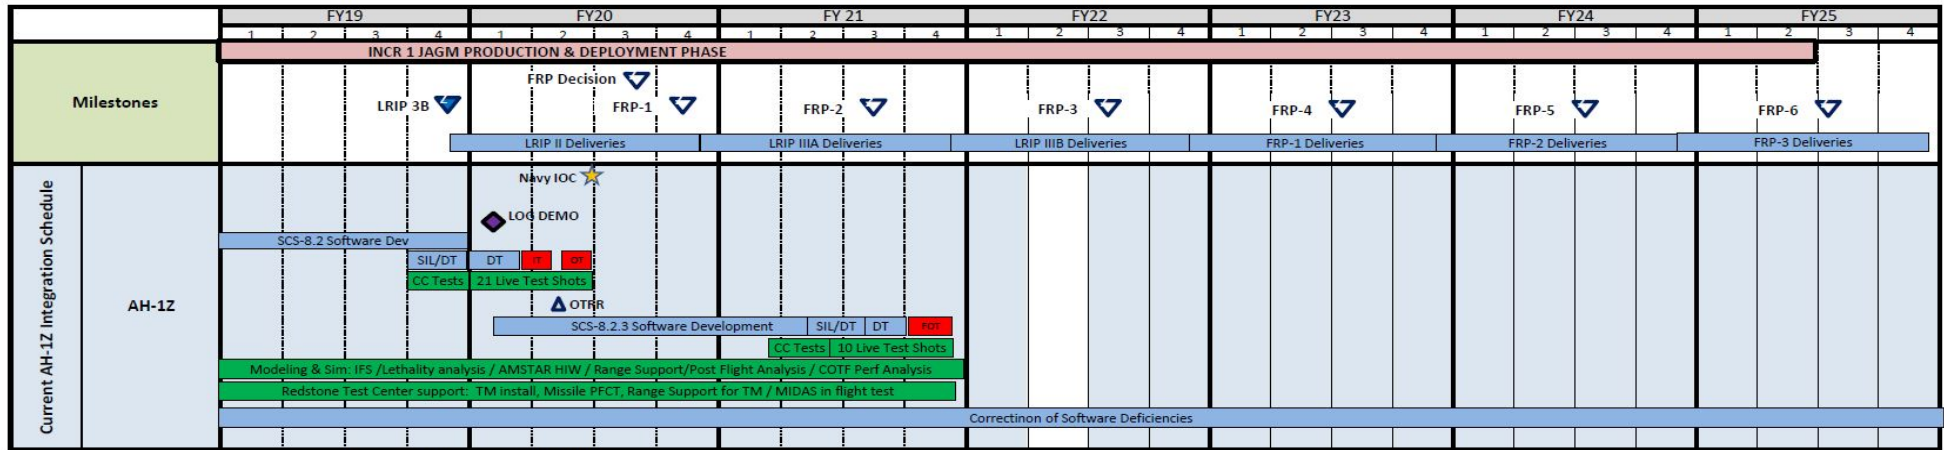 FY19 FY20 FY 21 FY22 FY23 FY24 FY25
1 2 3 4 1 2 3 4 1 2 3 4 1 2 3 4 1 2 3 4 1 2 3 4 1 2 3 4
INCR 1 JAGM PRODUCTION & DEPLOYMENT PHASE
Milestones
FRP Decision
LRIP 3B FRP-1 FRP-2 FRP-3 FRP-4 FRP-5 FRP-6
LRIP II Deliveries LRIP IIIA Deliveries LRIP IIIB Deliveries FRP-1 Deliveries FRP-2 Deliveries FRP-3 Deliveries
Current AH-1Z Integration Schedule
AH-1Z
Navy IOC
LOG DEMO
SCS-8.2 Software Dev
SIL/DT DT IT OT
CC Tests 21 Live Test Shots
OTRR
SCS-8.2.3 Software Development SIL/DT DT FOT
CC Tests 10 Live Test Shots
Modeling & Sim: IFS /Lethality analysis / AMSTAR HIW / Range Support/Post Flight Analysis / COTF Perf Analysis
Redstone Test Center support: TM install, Missile PFCT, Range Support for TM / MIDAS in flight test
Correctinon of Software Deficiencies